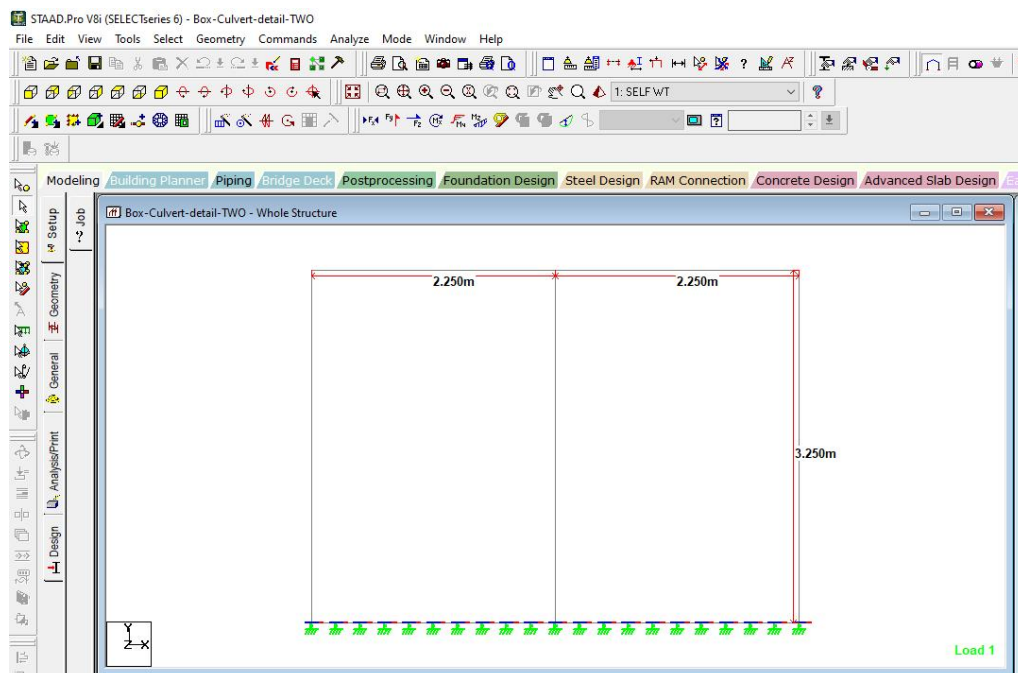 STAAD.Pro V8i (SELECTseries 6) - Box-Culvert-detail-TWO
File Edit View Tools Select Geometry Commands Analyze Mode Window Help
1: SELF WT
Modeling Building Planner Piping Bridge Deck Postprocessing Foundation Design Steel Design RAM Connection Concrete Design Advanced Slab Design
Setup
Geometry
General
Analysis/Print
Design
Job
Box-Culvert-detail-TWO - Whole Structure
2.250m 2.250m
3.250m
Y
Z X
Load 1